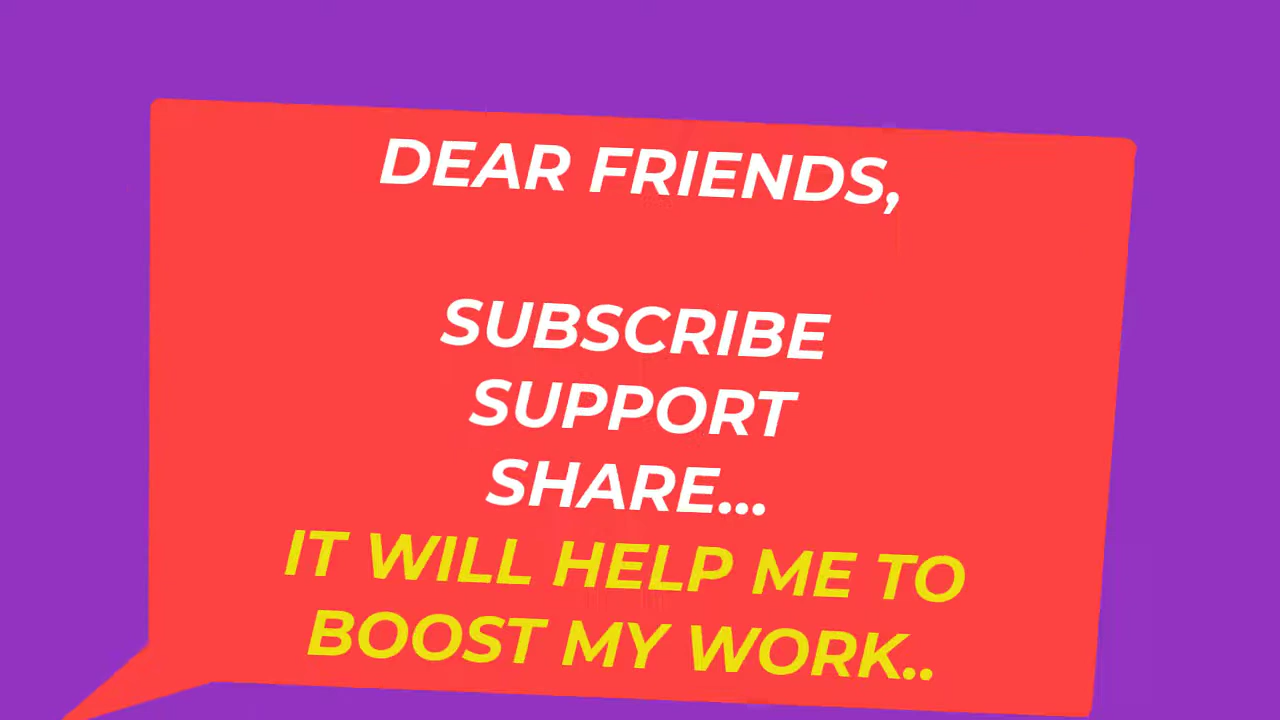 DEAR FRIENDS,
SUBSCRIBE
SUPPORT
SHARE...
IT WILL HELP ME TO
BOOST MY WORK..